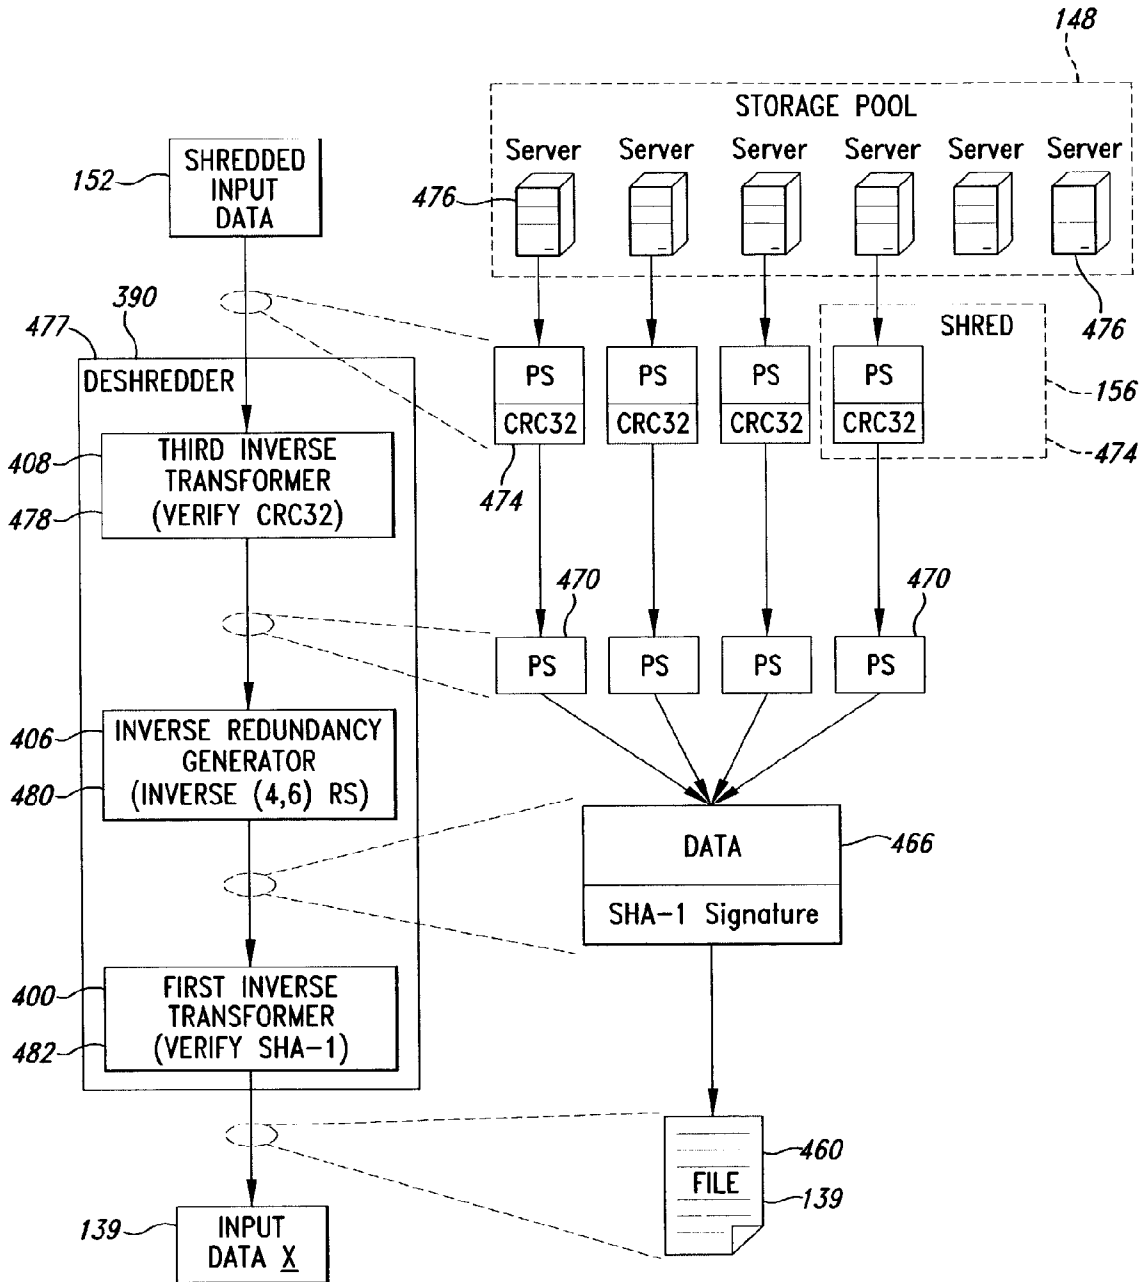 148
STORAGE POOL
Server Server Server Server Server Server
SHREDDED
INPUT
DATA
152
476
476
390
477
DESHREDDER
SHRED
PS PS PS PS
CRC32 CRC32 CRC32 CRC32
156
474
474
408
THIRD INVERSE
TRANSFORMER
(VERIFY CRC32)
478
470
470
PS PS PS PS
406
INVERSE REDUNDANCY
GENERATOR
(INVERSE (4,6) RS)
480
DATA
466
SHA-1 Signature
400
FIRST INVERSE
TRANSFORMER
(VERIFY SHA-1)
482
460
FILE
139
139
INPUT
DATA X